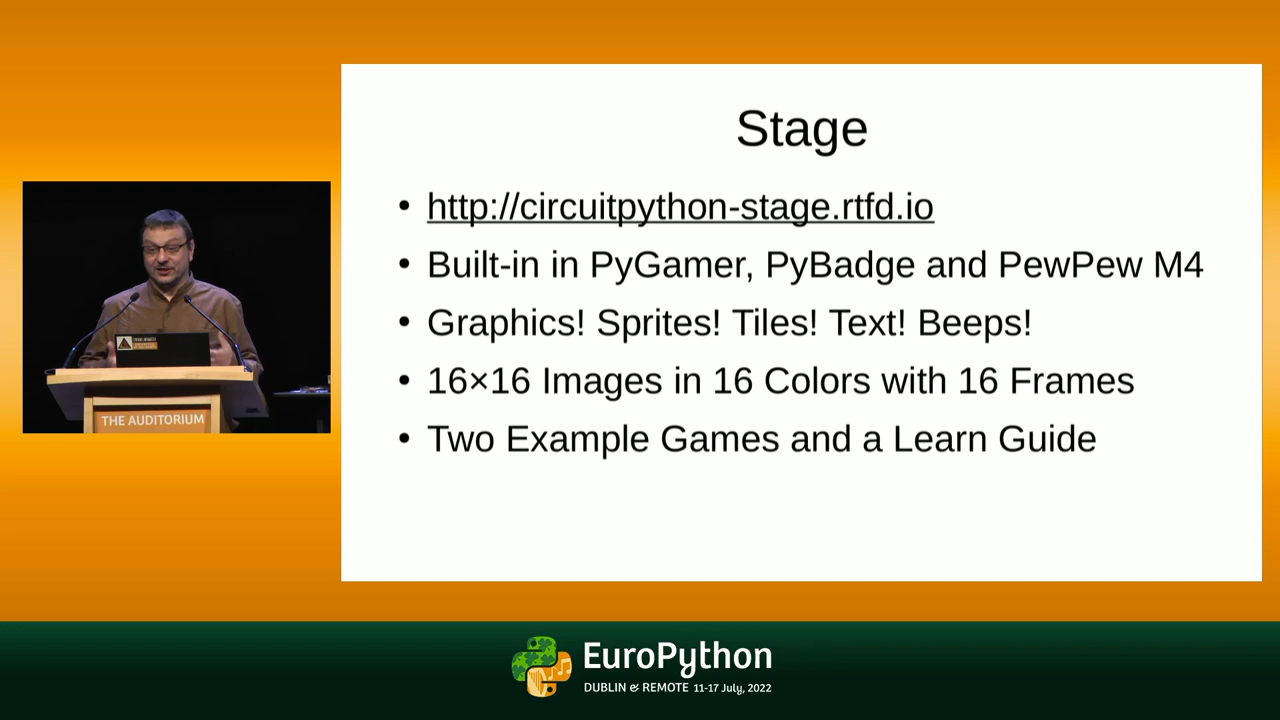 Stage
http://circuitpython-stage.rtfd.io
Built-in in PyGamer, PyBadge and PewPew M4
Graphics! Sprites! Tiles! Text! Beeps!
16×16 Images in 16 Colors with 16 Frames
Two Example Games and a Learn Guide
THE AUDITORIUM
EuroPython
DUBLIN & REMOTE 11-17 July, 2022